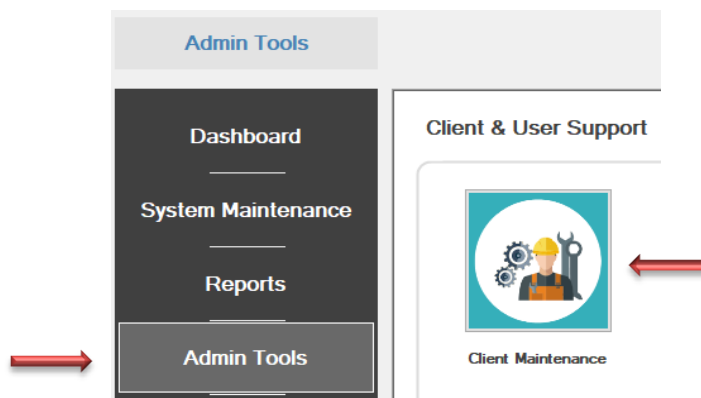 Admin Tools
Dashboard
System Maintenance
Reports
Admin Tools
Client & User Support
Client Maintenance